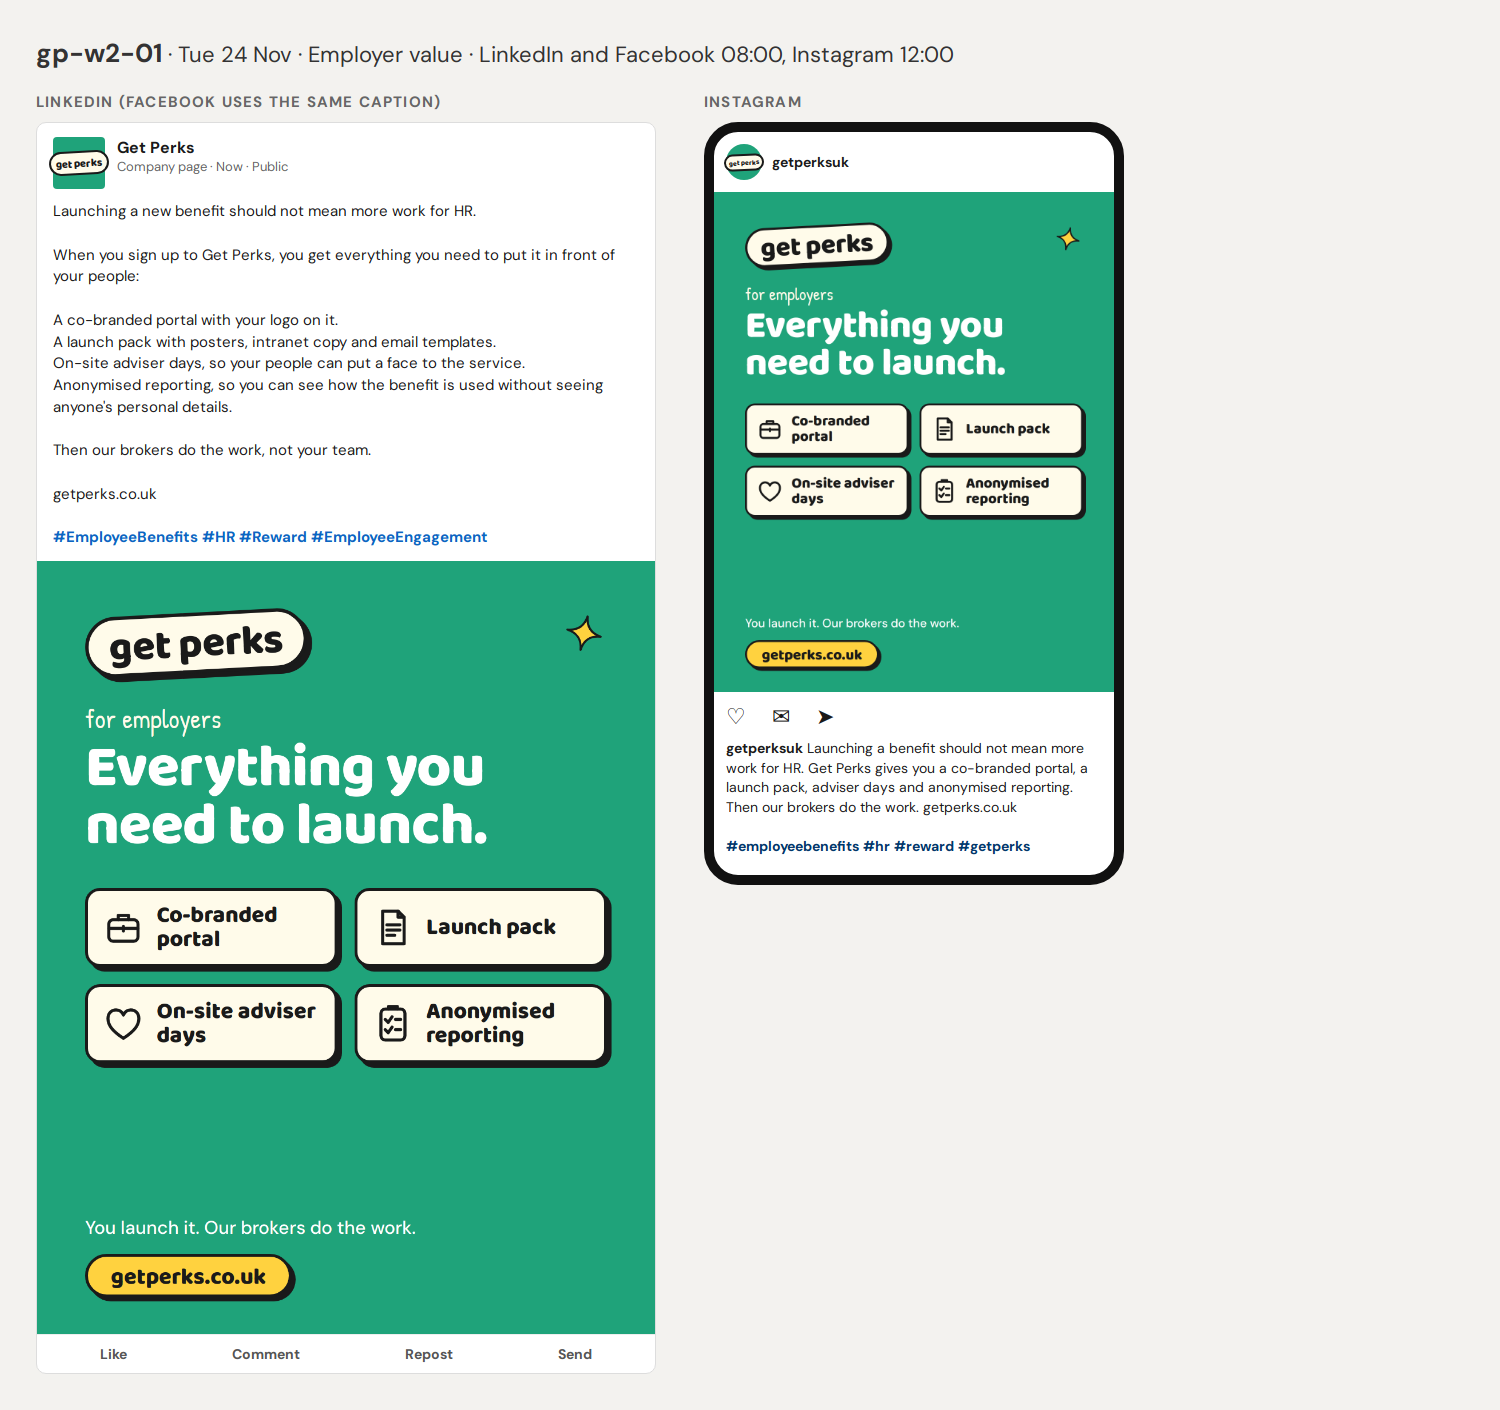 gp-w2-01 · Tue 24 Nov · Employer value · LinkedIn and Facebook 08:00, Instagram 12:00
LINKEDIN (FACEBOOK USES THE SAME CAPTION)
get perks
Get Perks
Company page · Now · Public
Launching a new benefit should not mean more work for HR.
When you sign up to Get Perks, you get everything you need to put it in front of
your people:
A co-branded portal with your logo on it.
A launch pack with posters, intranet copy and email templates.
On-site adviser days, so your people can put a face to the service.
Anonymised reporting, so you can see how the benefit is used without seeing
anyone's personal details.
Then our brokers do the work, not your team.
getperks.co.uk
#EmployeeBenefits #HR #Reward #EmployeeEngagement
get perks
for employers
Everything you
need to launch.
Co-branded
portal
Launch pack
On-site adviser
days
Anonymised
reporting
You launch it. Our brokers do the work.
getperks.co.uk
Like
Comment
Repost
Send
INSTAGRAM
get perks
getperksuk
get perks
for employers
Everything you
need to launch.
Co-branded
portal
Launch pack
On-site adviser
days
Anonymised
reporting
You launch it. Our brokers do the work.
getperks.co.uk
getperksuk Launching a benefit should not mean more
work for HR. Get Perks gives you a co-branded portal, a
launch pack, adviser days and anonymised reporting.
Then our brokers do the work. getperks.co.uk
#employeebenefits #hr #reward #getperks